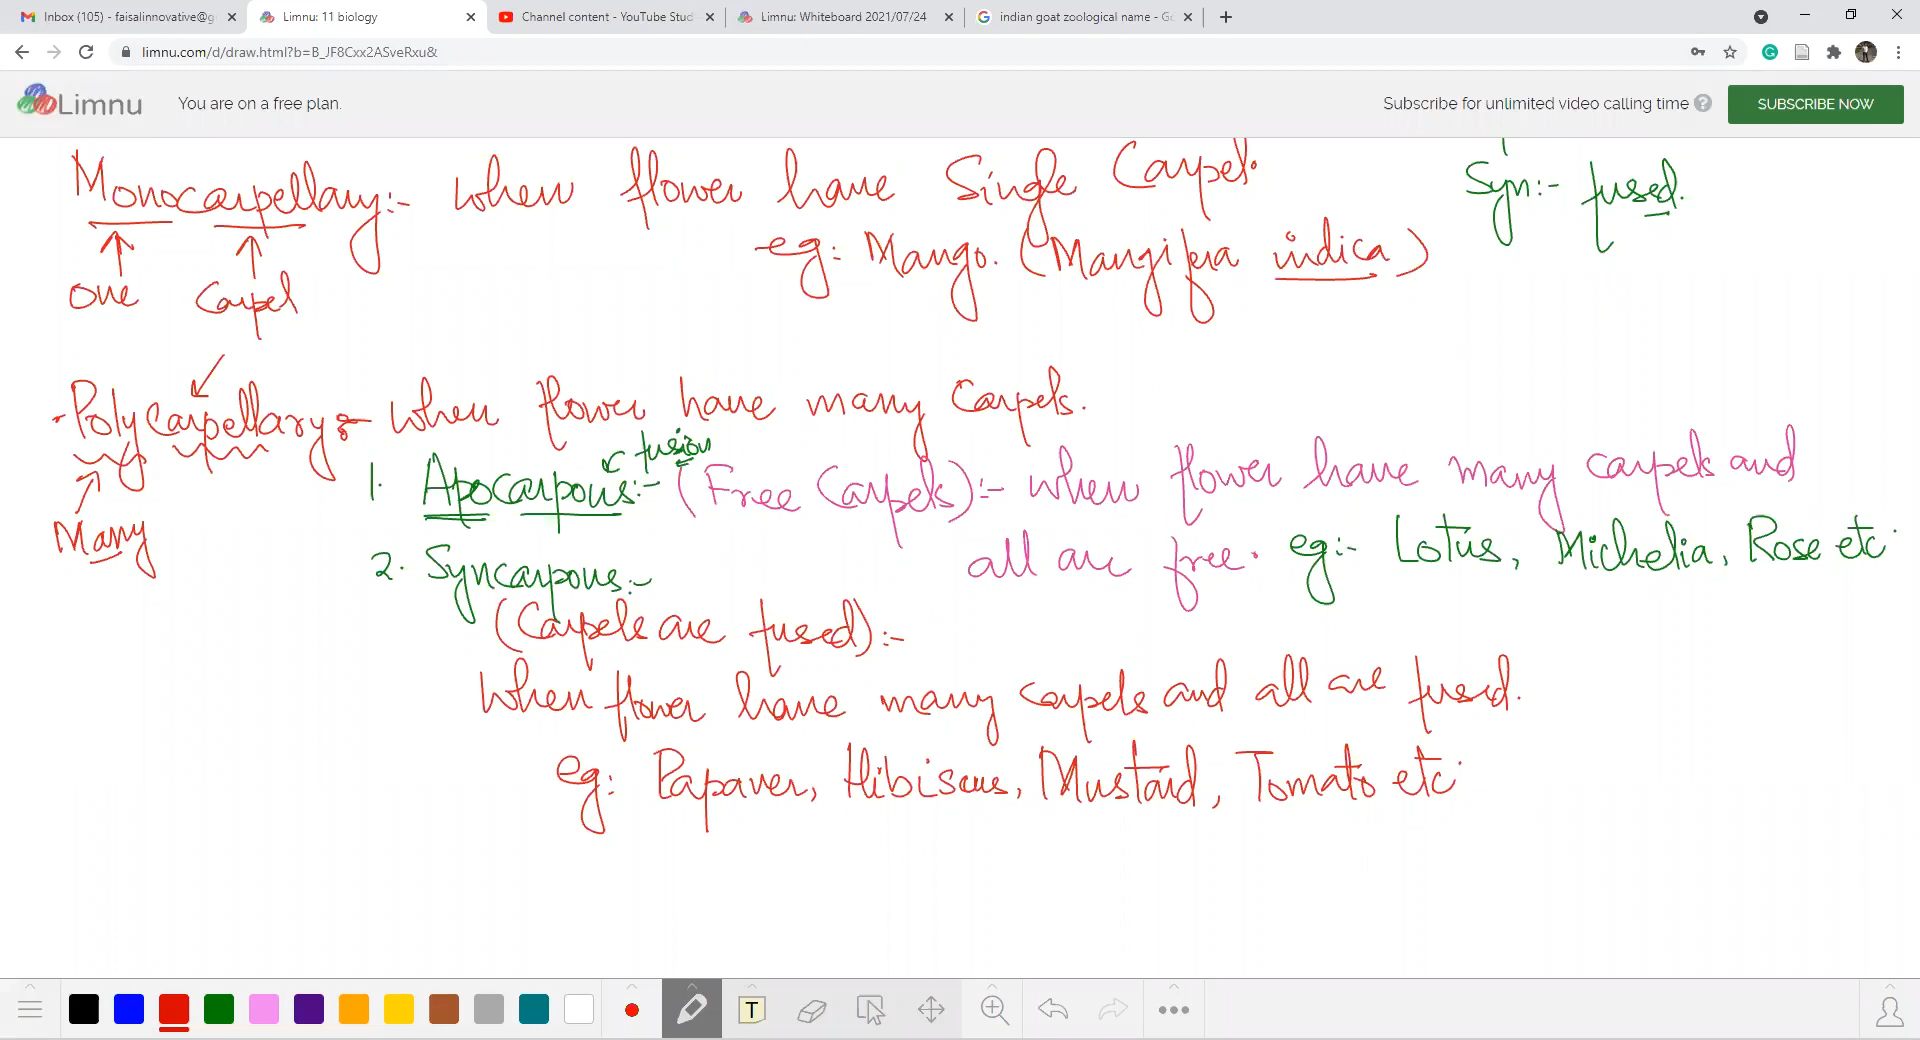 Inbox (105) - faisalinnovative@g
Limnu: 11 biology
Channel content - YouTube Stud
Limnu: Whiteboard 2021/07/24
indian goat zoological name - Go
limnu.com/d/draw.html?b=B_JF8Cxx2ASveRxu&
Limnu You are on a free plan.
Subscribe for unlimited video calling time ? SUBSCRIBE NOW
Monocarpellary:- when flower have Single Carpel.
Syn:- fused.
eg: Mango. (Mangifera indica)
one Carpel
Polycarpellary:- when flower have many Carpels.
fusion
1. Apocarpous:- (Free Carpels):- when flower have many carpels and
all are free. eg:- Lotus, Michelia, Rose etc.
Many
2. Syncarpous:-
(Carpels are fused):-
When flower have many carpels and all are fused.
eg: Papaver, Hibiscus, Mustard, Tomato etc.
T